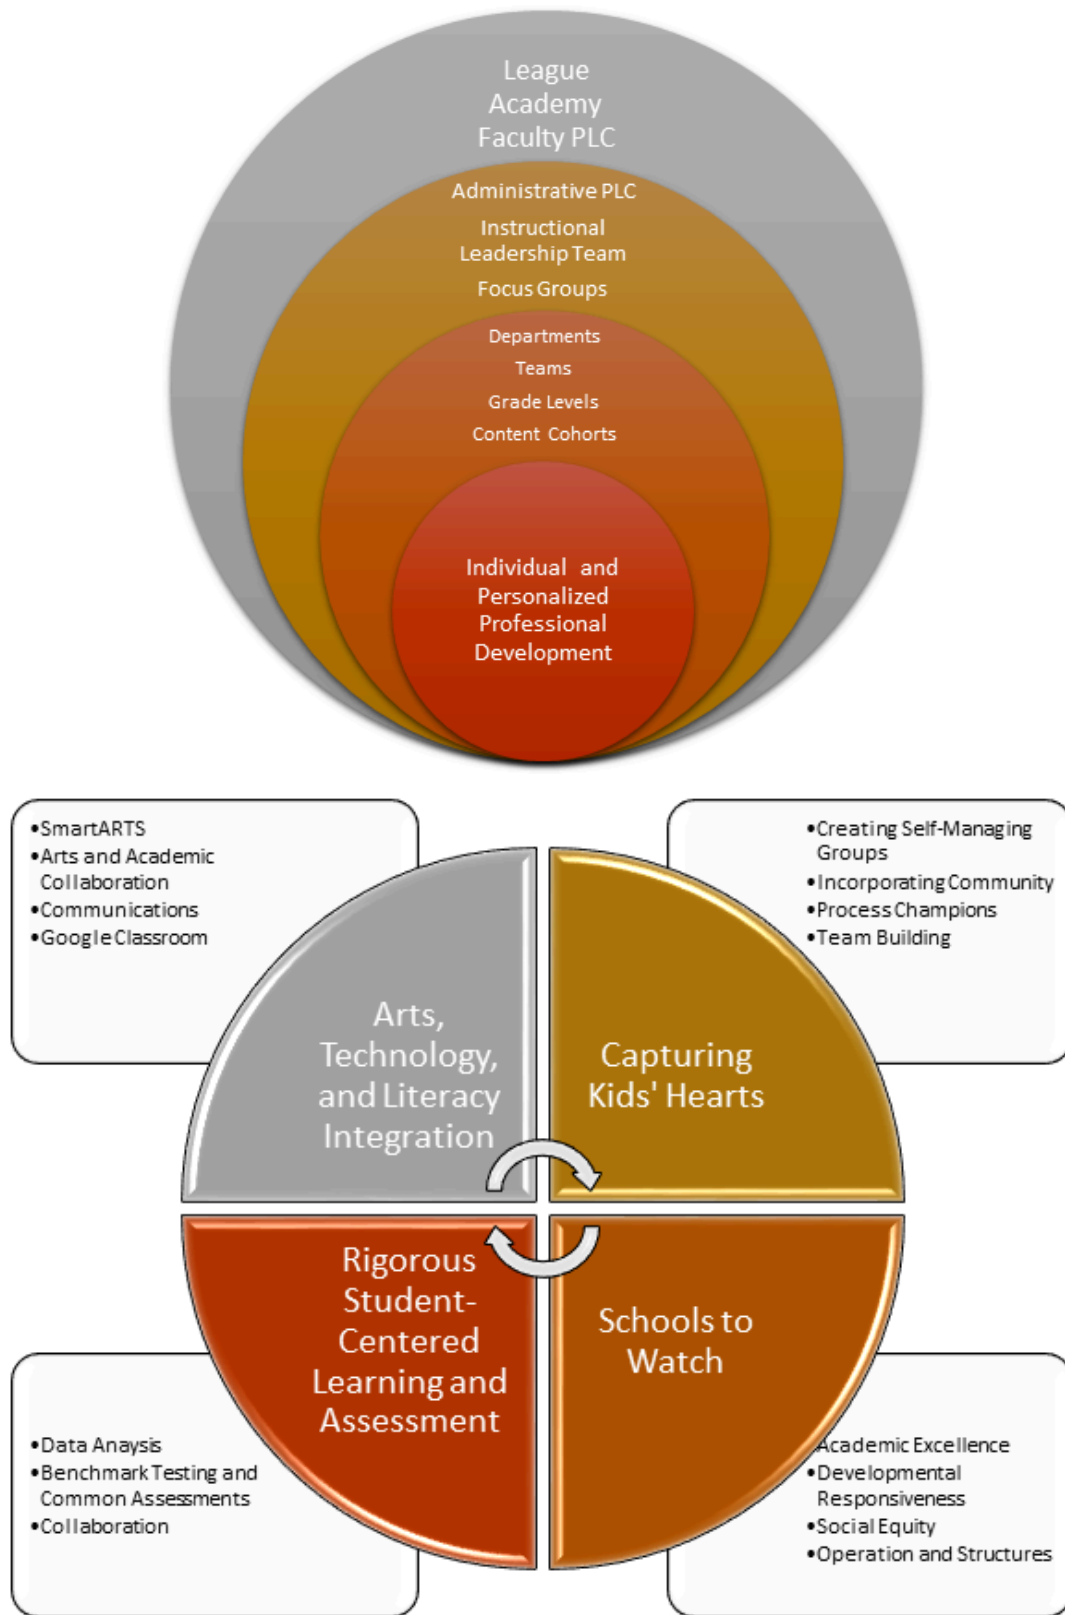 League
Academy
Faculty PLC
Administrative PLC
Instructional
Leadership Team
Focus Groups
Departments
Teams
Grade Levels
Content Cohorts
Individual and
Personalized
Professional
Development
•SmartARTS
•Arts and Academic
Collaboration
•Communications
•Google Classroom
•Creating Self-Managing
Groups
•Incorporating Community
•Process Champions
•Team Building
Arts,
Technology,
and Literacy
Integration
Capturing
Kids' Hearts
Rigorous
Student-
Centered
Learning and
Assessment
Schools to
Watch
•Data Anaysis
•Benchmark Testing and
Common Assessments
•Collaboration
•Academic Excellence
•Developmental
Responsiveness
•Social Equity
•Operation and Structures